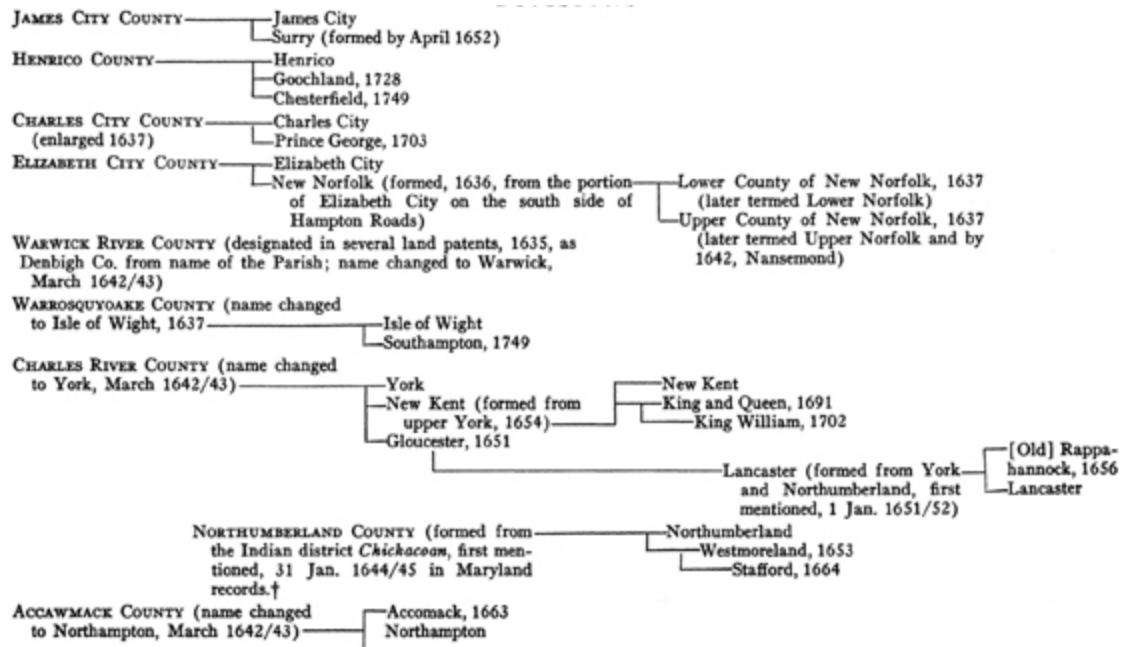 JAMES CITY COUNTY James City
Surry (formed by April 1652)
HENRICO COUNTY Henrico
Goochland, 1728
Chesterfield, 1749
CHARLES CITY COUNTY Charles City
(enlarged 1637) Prince George, 1703
ELIZABETH CITY COUNTY Elizabeth City
New Norfolk (formed, 1636, from the portion
of Elizabeth City on the south side of
Hampton Roads)
Lower County of New Norfolk, 1637
(later termed Lower Norfolk)
Upper County of New Norfolk, 1637
(later termed Upper Norfolk and by
1642, Nansemond)
WARWICK RIVER COUNTY (designated in several land patents, 1635, as
Denbigh Co. from name of the Parish; name changed to Warwick,
March 1642/43)
WARROSQUYOAKE COUNTY (name changed
to Isle of Wight, 1637 Isle of Wight
Southampton, 1749
CHARLES RIVER COUNTY (name changed
to York, March 1642/43) York
New Kent (formed from
upper York, 1654)
Gloucester, 1651
New Kent
King and Queen, 1691
King William, 1702
Lancaster (formed from York
and Northumberland, first
mentioned, 1 Jan. 1651/52)
[Old] Rappa-
hannock, 1656
Lancaster
NORTHUMBERLAND COUNTY (formed from
the Indian district Chickacoan, first men-
tioned, 31 Jan. 1644/45 in Maryland
records.†
Northumberland
Westmoreland, 1653
Stafford, 1664
ACCAWMACK COUNTY (name changed
to Northampton, March 1642/43)
Accomack, 1663
Northampton